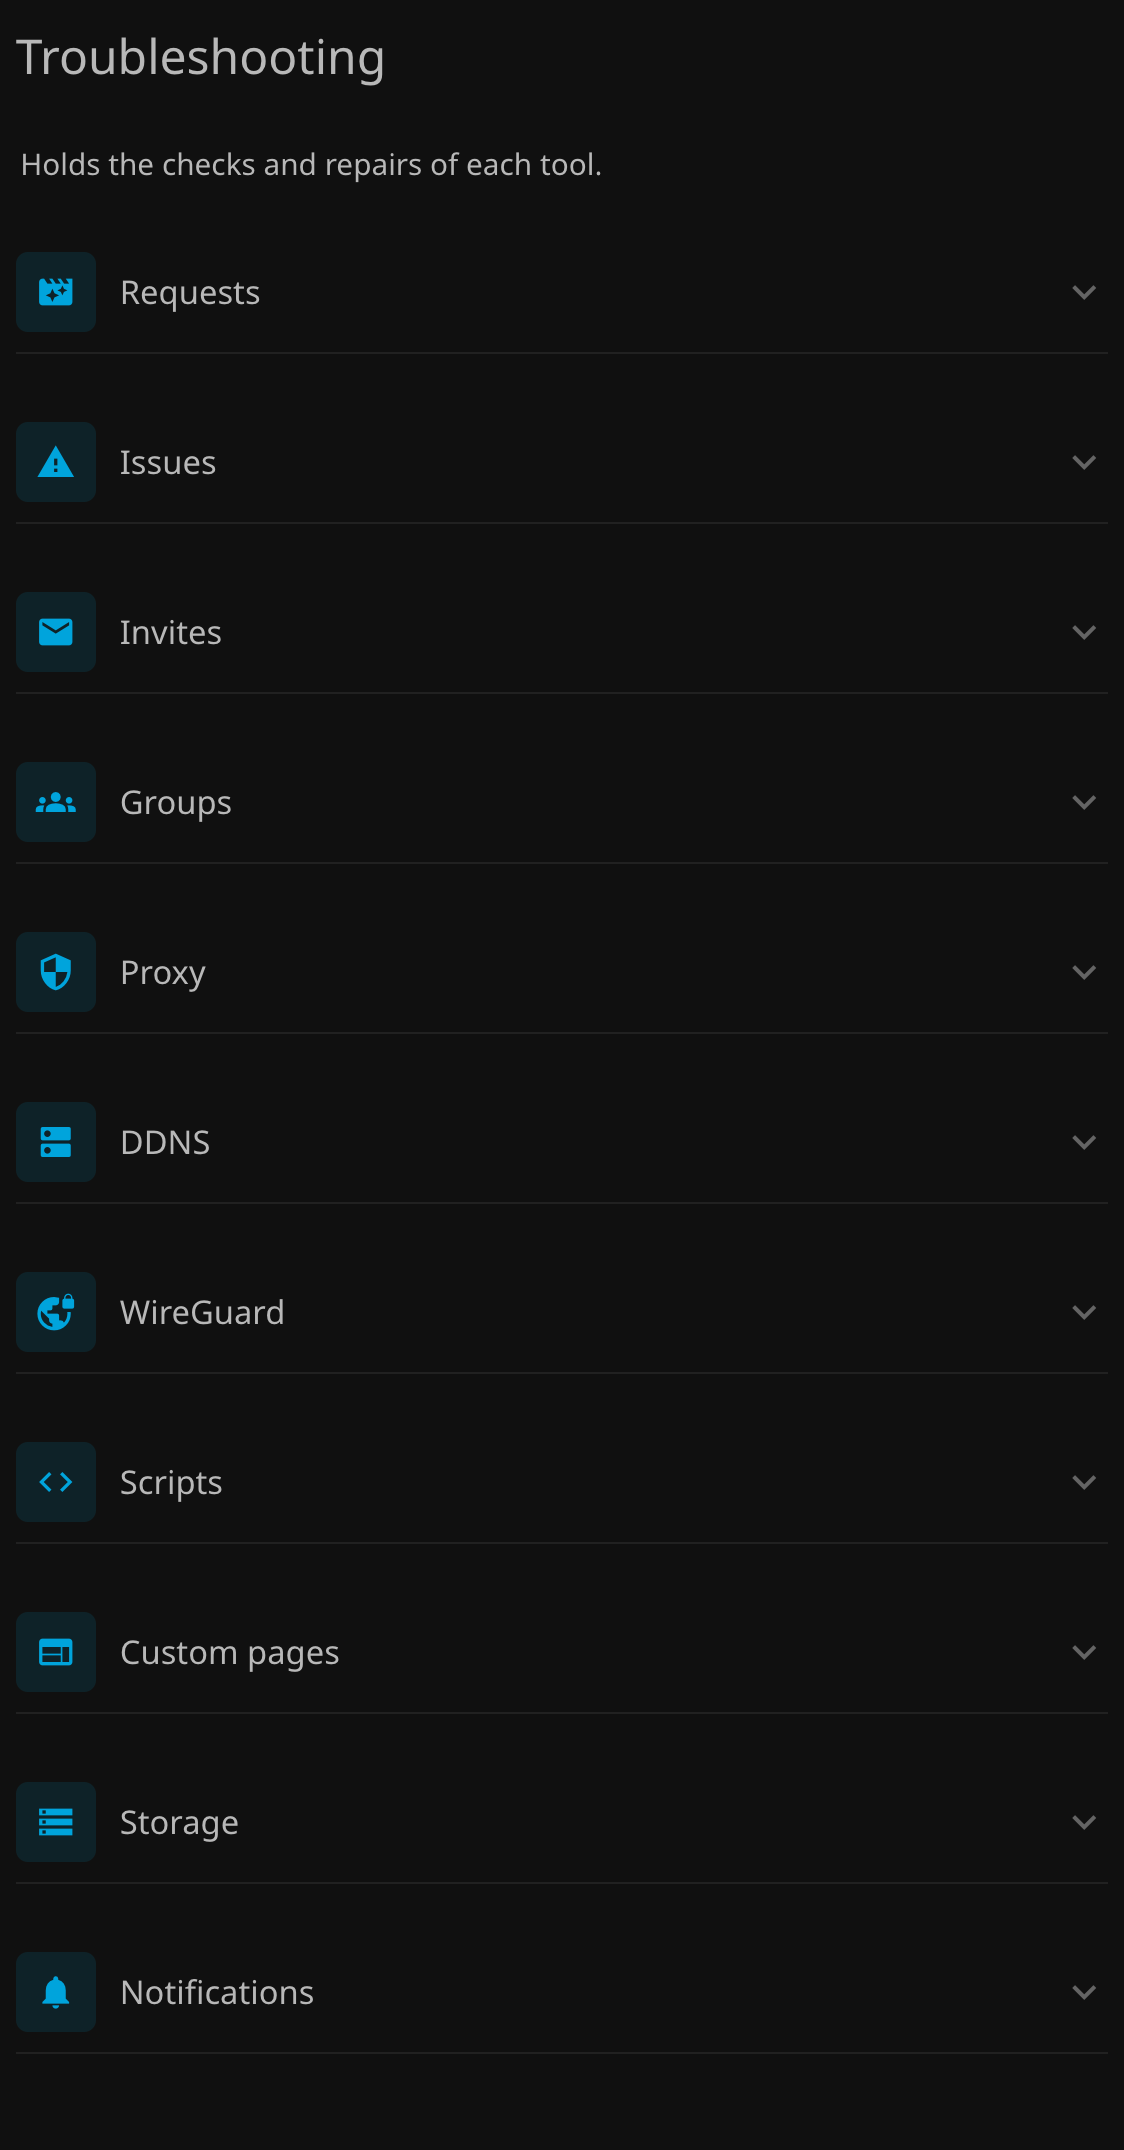 Troubleshooting
Holds the checks and repairs of each tool.
Requests
Issues
Invites
Groups
Proxy
DDNS
WireGuard
Scripts
Custom pages
Storage
Notifications